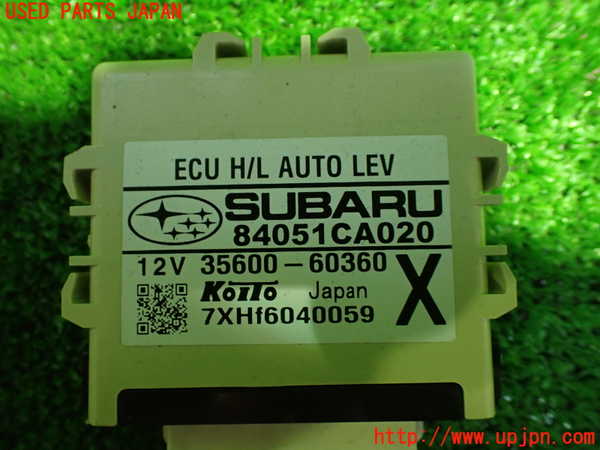 USED PARTS JAPAN
ECU H/L AUTO LEV
SUBARU
84051CA020
12V 35600-60360 X
KOITO Japan
7XHf6040059
http://www.upjpn.com